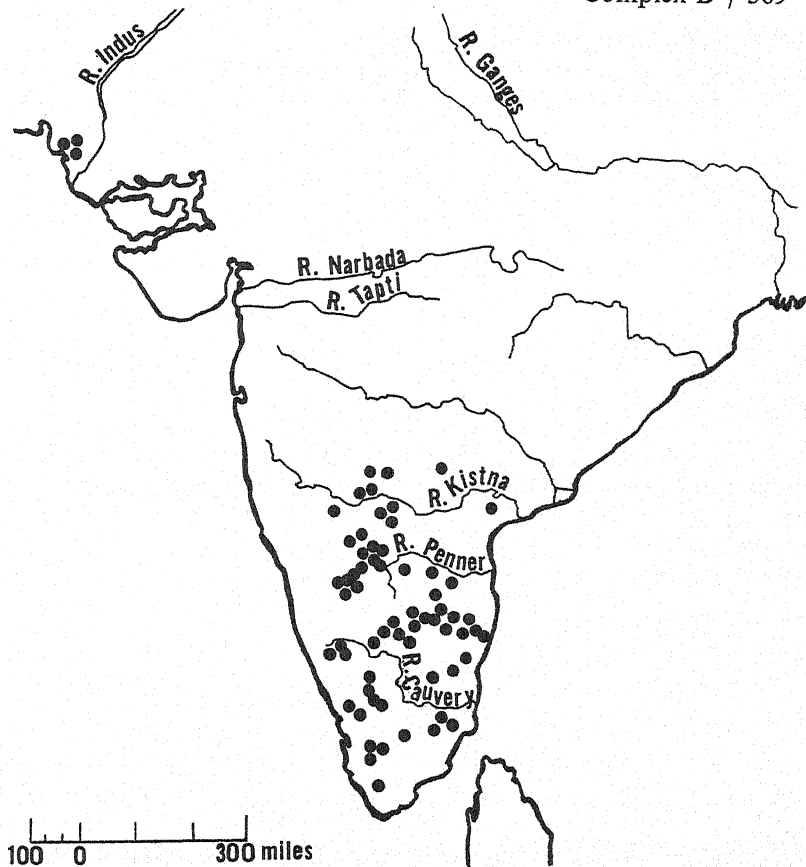 R. Indus
R. Ganges
R. Narbada
R. Tapti
R. Kistna
R. Penner
R. Cauvery
100 0 300 miles